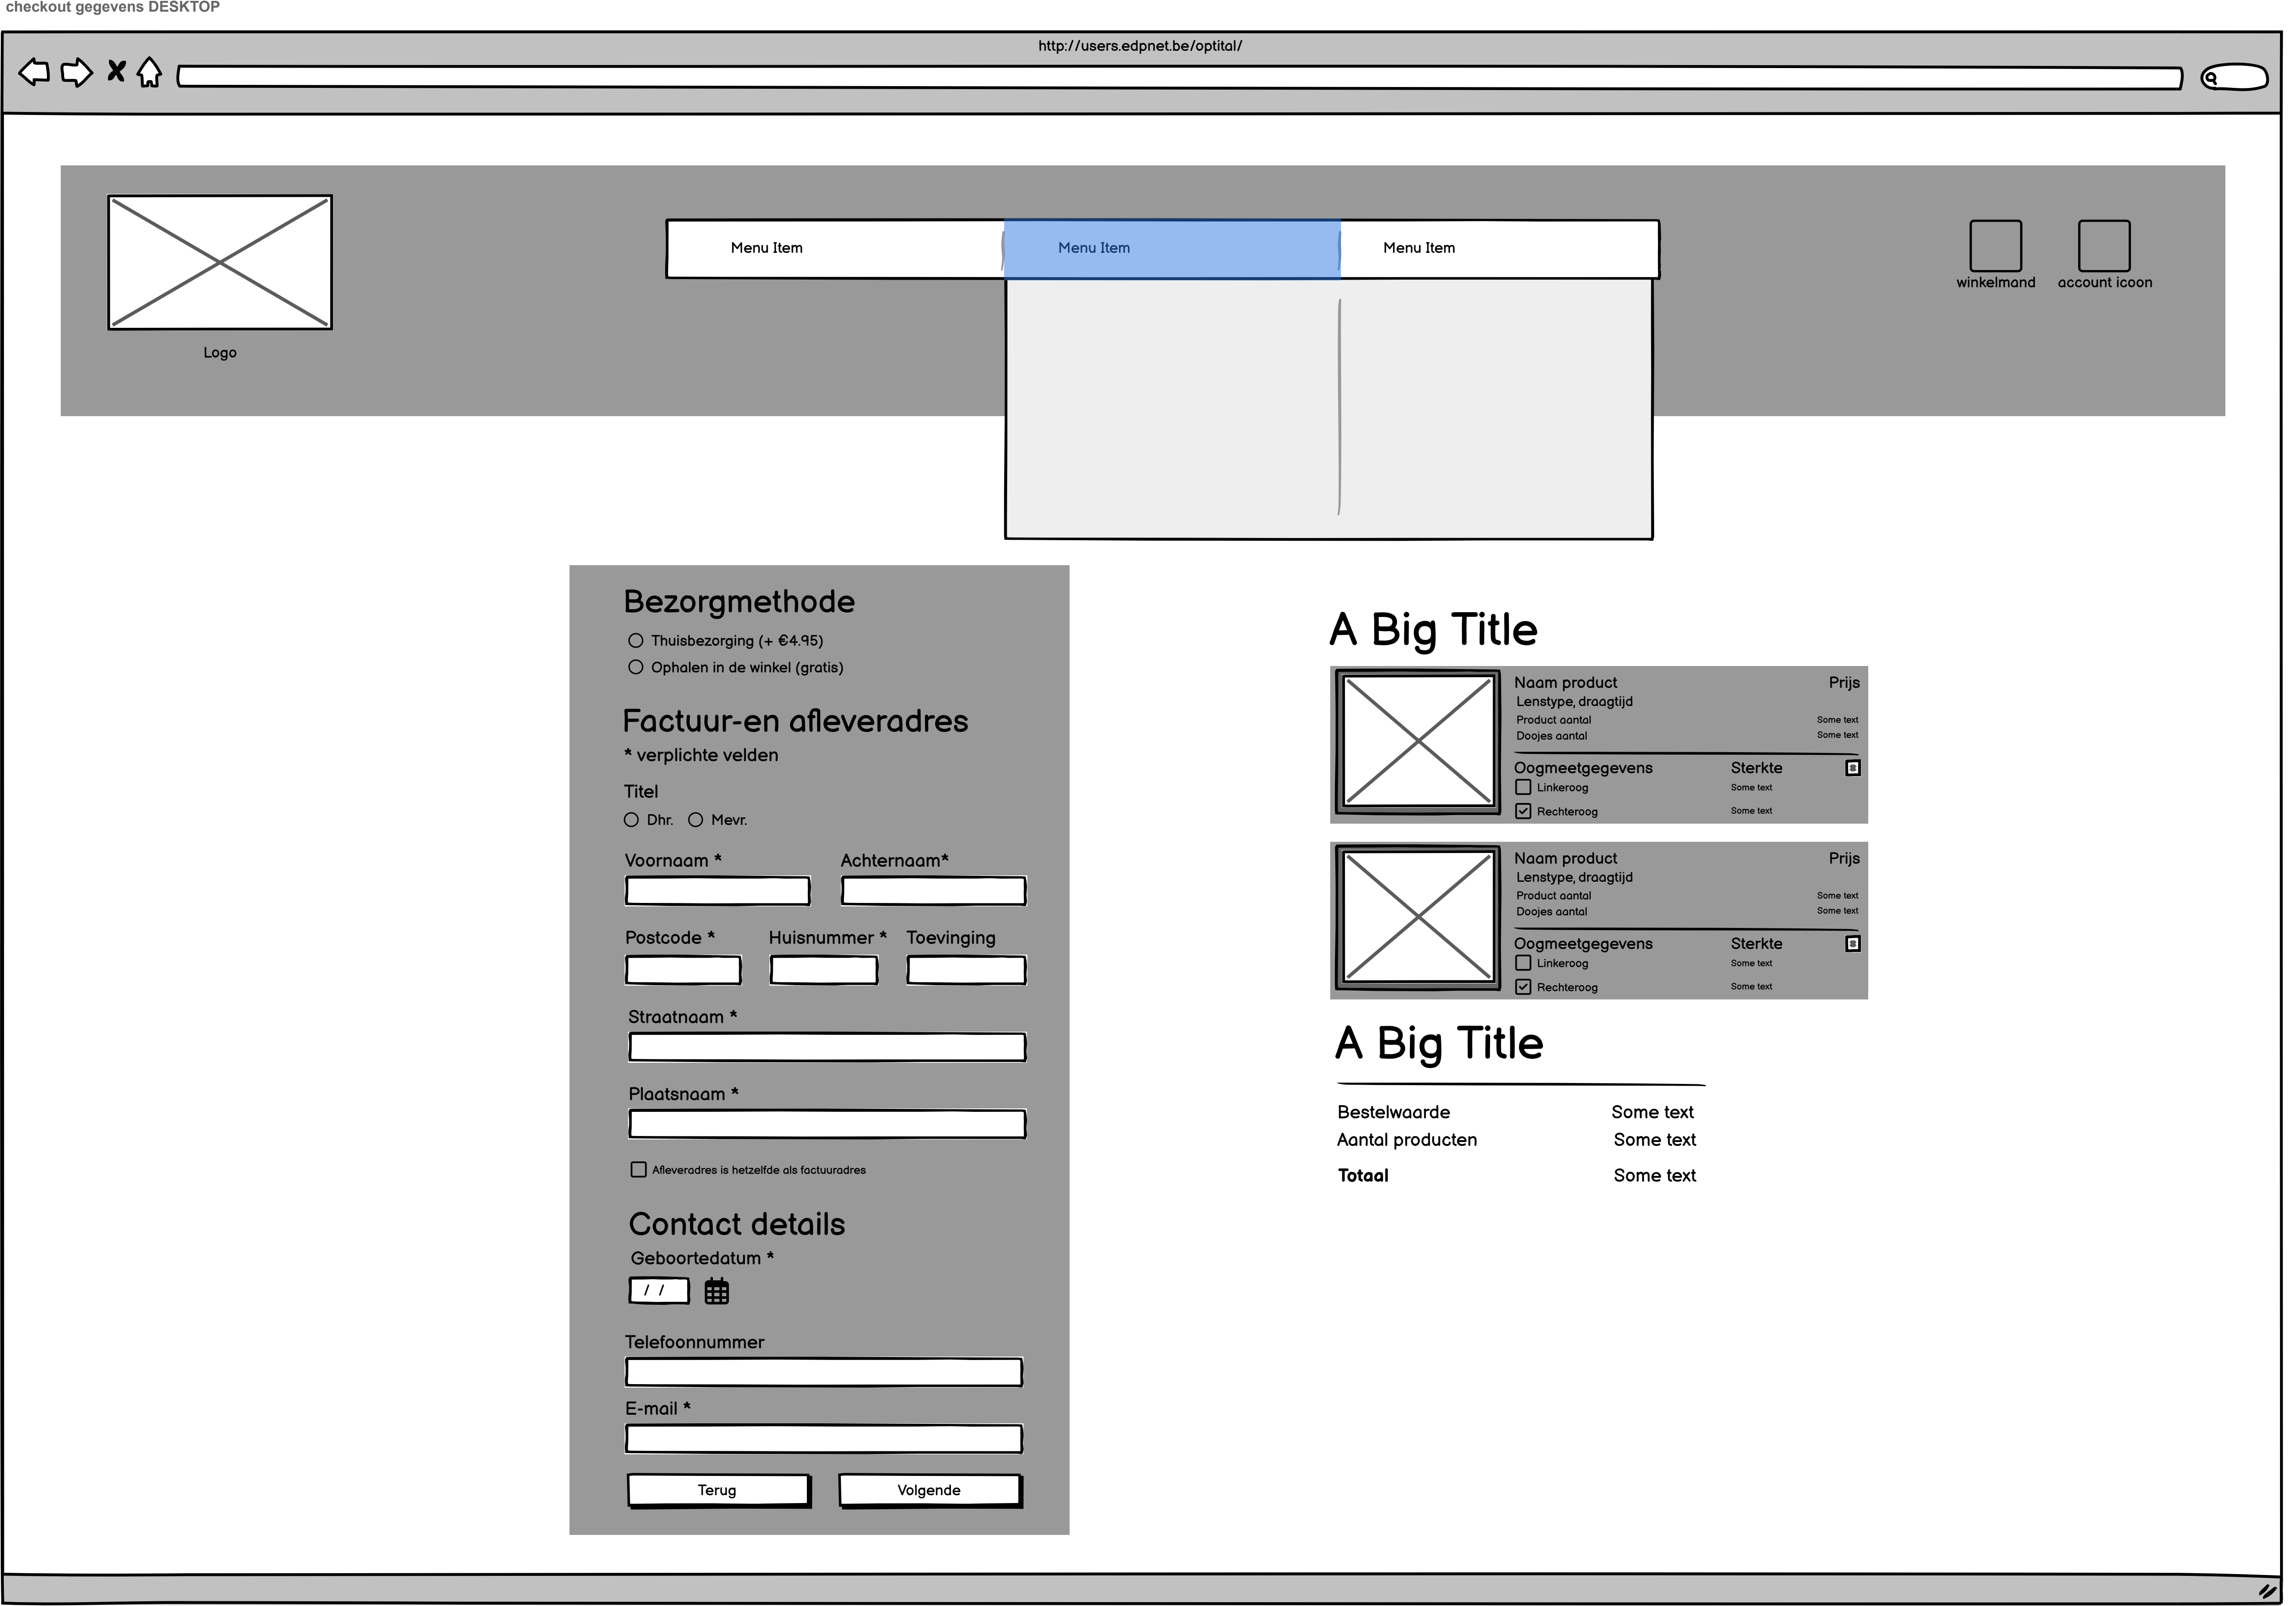 checkout gegevens DESKTOP
http://users.edpnet.be/optital/
Menu Item
Menu Item
Menu Item
winkelmand
account icoon
Logo
Bezorgmethode
Thuisbezorging (+ €4.95)
Ophalen in de winkel (gratis)
Factuur-en afleveradres
* verplichte velden
Titel
Dhr.
Mevr.
Voornaam *
Achternaam*
Postcode *
Huisnummer *
Toevinging
Straatnaam *
Plaatsnaam *
Afleveradres is hetzelfde als factuuradres
Contact details
Geboortedatum *
/ /
Telefoonnummer
E-mail *
Terug
Volgende
A Big Title
Naam product
Prijs
Lenstype, draagtijd
Product aantal
Some text
Doojes aantal
Some text
Oogmeetgegevens
Sterkte
Linkeroog
Some text
Rechteroog
Some text
Naam product
Prijs
Lenstype, draagtijd
Product aantal
Some text
Doojes aantal
Some text
Oogmeetgegevens
Sterkte
Linkeroog
Some text
Rechteroog
Some text
A Big Title
Bestelwaarde
Some text
Aantal producten
Some text
Totaal
Some text